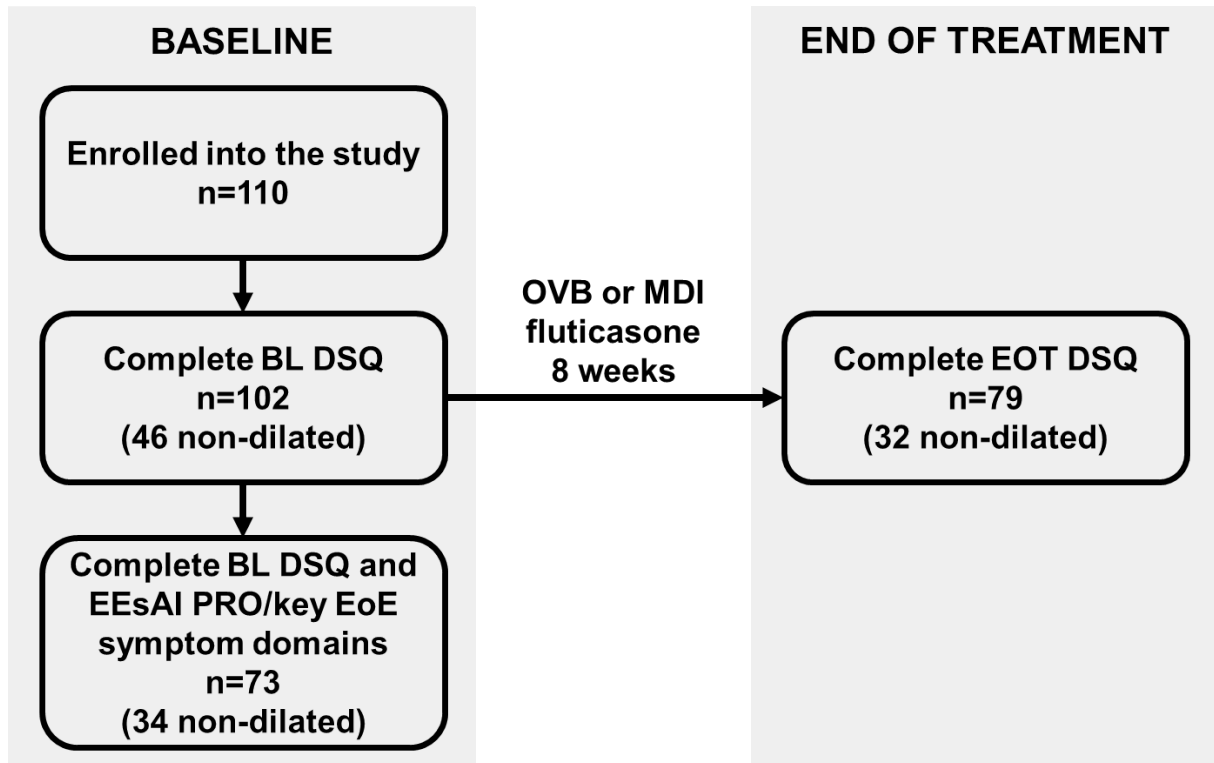 BASELINE
Enrolled into the study
n=110
Complete BL DSQ
n=102
(46 non-dilated)
Complete BL DSQ and
EEsAI PRO/key EoE
symptom domains
n=73
(34 non-dilated)
OVB or MDI
fluticasone
8 weeks
END OF TREATMENT
Complete EOT DSQ
n=79
(32 non-dilated)